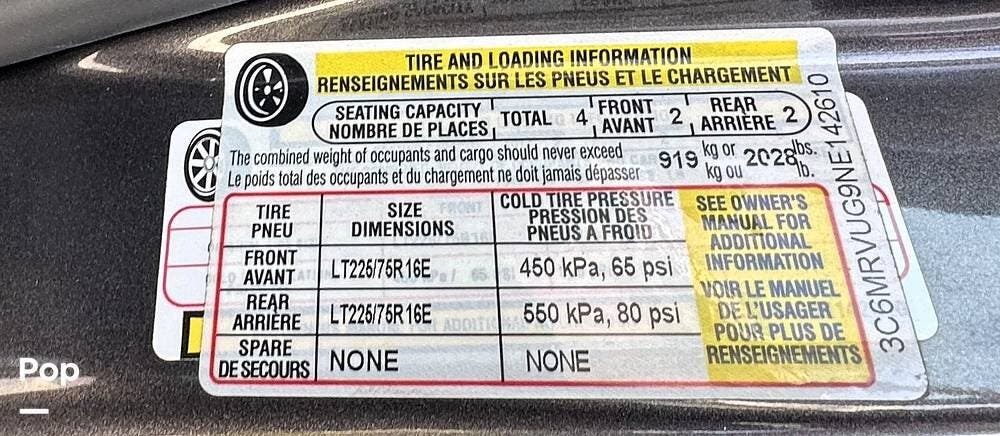 TIRE AND LOADING INFORMATION
RENSEIGNEMENTS SUR LES PNEUS ET LE CHARGEMENT
SEATING CAPACITY TOTAL 4 FRONT 2 REAR 2
NOMBRE DE PLACES AVANT ARRIÈRE
The combined weight of occupants and cargo should never exceed 919 kg or 2028 lbs.
Le poids total des occupants et du chargement ne doit jamais dépasser kg ou lb.
TIRE
PNEU
SIZE
DIMENSIONS
COLD TIRE PRESSURE
PRESSION DES
PNEUS A FROID
FRONT
AVANT
LT225/75R16E
450 kPa, 65 psi
REAR
ARRIÈRE
LT225/75R16E
550 kPa, 80 psi
SPARE
DE SECOURS
NONE
NONE
SEE OWNER'S
MANUAL FOR
ADDITIONAL
INFORMATION
VOIR LE MANUEL
DE L'USAGER
POUR PLUS DE
RENSEIGNEMENTS
3C6MRVUG9NE142610
Pop